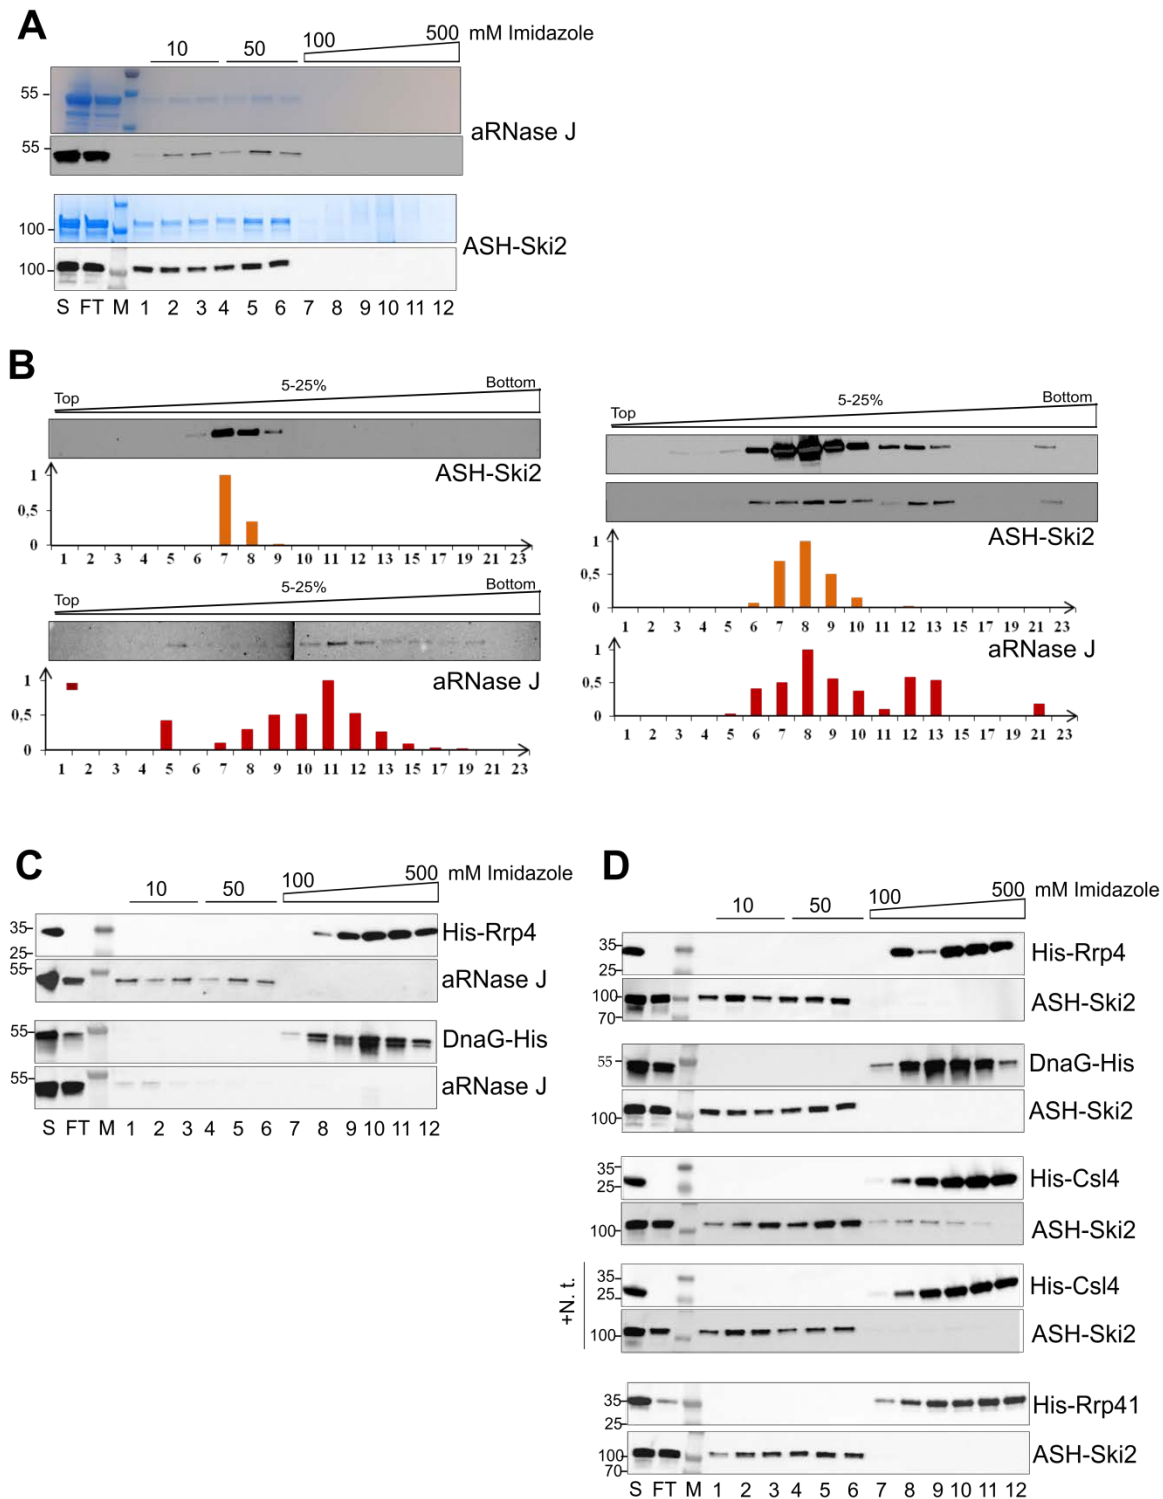 A
10 50 100 500 mM Imidazole
55
aRNase J
55
100
ASH-Ski2
100
S FT M 1 2 3 4 5 6 7 8 9 10 11 12
B
Top 5-25% Bottom
ASH-Ski2
1
0,5
0
1 2 3 4 5 6 7 8 9 10 11 12 13 15 17 19 21 23
Top 5-25% Bottom
aRNase J
1
0,5
0
1 2 3 4 5 6 7 8 9 10 11 12 13 15 17 19 21 23
Top 5-25% Bottom
ASH-Ski2
1
0,5
0
1 2 3 4 5 6 7 8 9 10 11 12 13 15 17 19 21 23
aRNase J
1
0,5
0
1 2 3 4 5 6 7 8 9 10 11 12 13 15 17 19 21 23
C
10 50 100 500 mM Imidazole
35
His-Rrp4
25
55
aRNase J
55
DnaG-His
55
aRNase J
S FT M 1 2 3 4 5 6 7 8 9 10 11 12
D
10 50 100 500 mM Imidazole
35
His-Rrp4
25
100
ASH-Ski2
70
55
DnaG-His
ASH-Ski2
100
35
His-Csl4
25
ASH-Ski2
100
+N. t.
35
His-Csl4
25
ASH-Ski2
100
35
His-Rrp41
25
100
ASH-Ski2
70
S FT M 1 2 3 4 5 6 7 8 9 10 11 12